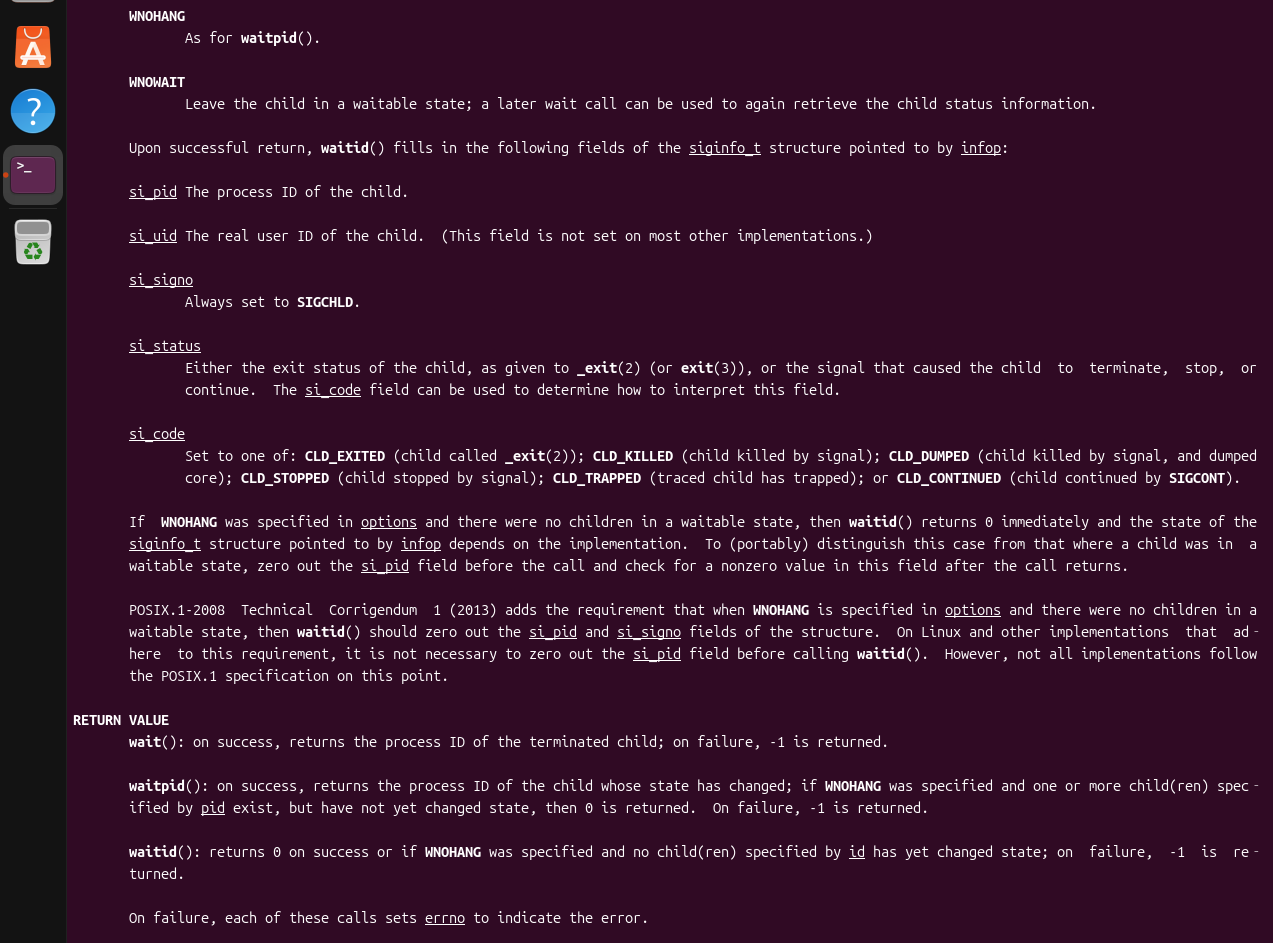 WNOHANG
As for waitpid().
WNOWAIT
Leave the child in a waitable state; a later wait call can be used to again retrieve the child status information.
Upon successful return, waitid() fills in the following fields of the siginfo_t structure pointed to by infop:
si_pid The process ID of the child.
si_uid The real user ID of the child.  (This field is not set on most other implementations.)
si_signo
Always set to SIGCHLD.
si_status
Either the exit status of the child, as given to _exit(2) (or exit(3)), or the signal that caused the child  to  terminate,  stop,  or
continue.  The si_code field can be used to determine how to interpret this field.
si_code
Set to one of: CLD_EXITED (child called _exit(2)); CLD_KILLED (child killed by signal); CLD_DUMPED (child killed by signal, and dumped
core); CLD_STOPPED (child stopped by signal); CLD_TRAPPED (traced child has trapped); or CLD_CONTINUED (child continued by SIGCONT).
If  WNOHANG was specified in options and there were no children in a waitable state, then waitid() returns 0 immediately and the state of the
siginfo_t structure pointed to by infop depends on the implementation.  To (portably) distinguish this case from that where a child was in  a
waitable state, zero out the si_pid field before the call and check for a nonzero value in this field after the call returns.
POSIX.1-2008  Technical  Corrigendum  1 (2013) adds the requirement that when WNOHANG is specified in options and there were no children in a
waitable state, then waitid() should zero out the si_pid and si_signo fields of the structure.  On Linux and other implementations  that  ad‐
here  to this requirement, it is not necessary to zero out the si_pid field before calling waitid().  However, not all implementations follow
the POSIX.1 specification on this point.
RETURN VALUE
wait(): on success, returns the process ID of the terminated child; on failure, -1 is returned.
waitpid(): on success, returns the process ID of the child whose state has changed; if WNOHANG was specified and one or more child(ren) spec‐
ified by pid exist, but have not yet changed state, then 0 is returned.  On failure, -1 is returned.
waitid(): returns 0 on success or if WNOHANG was specified and no child(ren) specified by id has yet changed state; on  failure,  -1  is  re‐
turned.
On failure, each of these calls sets errno to indicate the error.